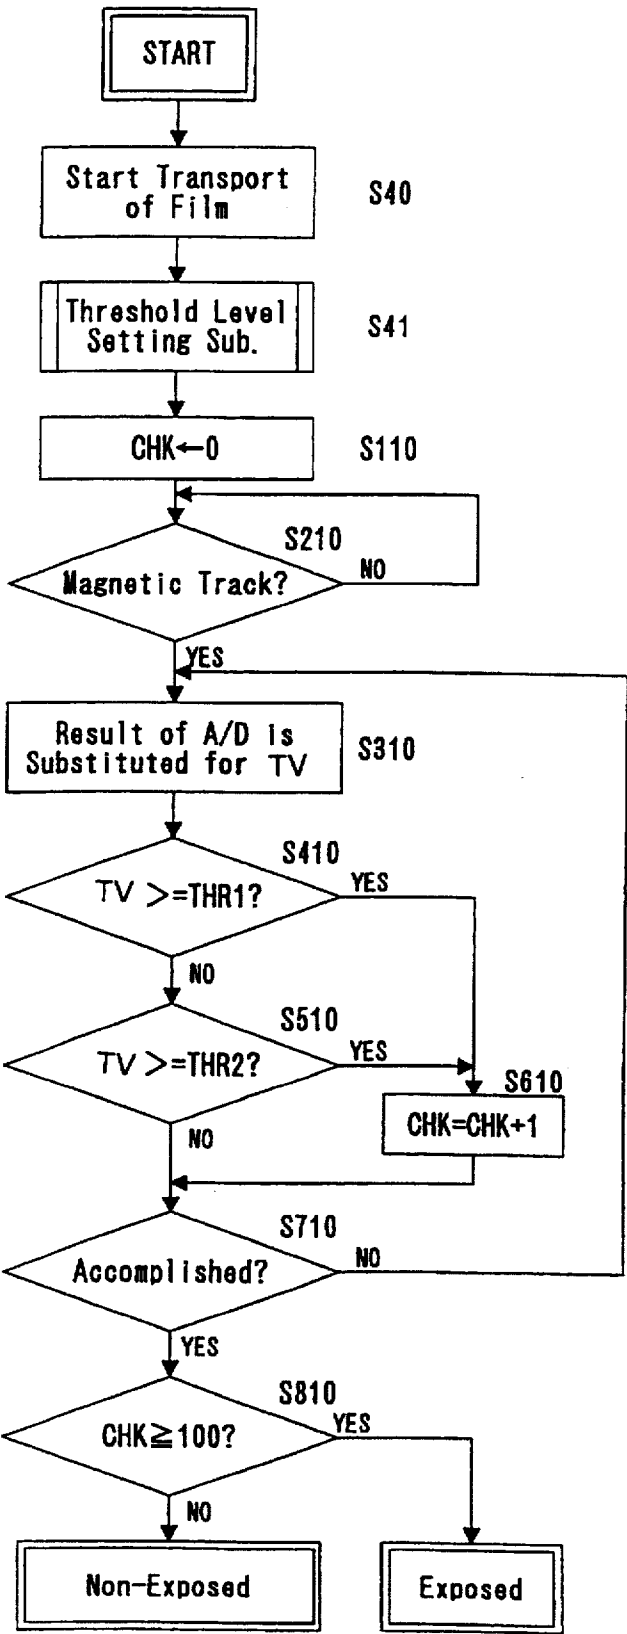 START
Start Transport
of Film
S40
Threshold Level
Setting Sub.
S41
CHK←0
S110
S210
Magnetic Track?
NO
YES
Result of A/D is
Substituted for TV
S310
S410
TV >=THR1?
YES
NO
S510
TV >=THR2?
YES
NO
S610
CHK=CHK+1
S710
Accomplished?
NO
YES
S810
CHK≧100?
YES
NO
Non-Exposed
Exposed